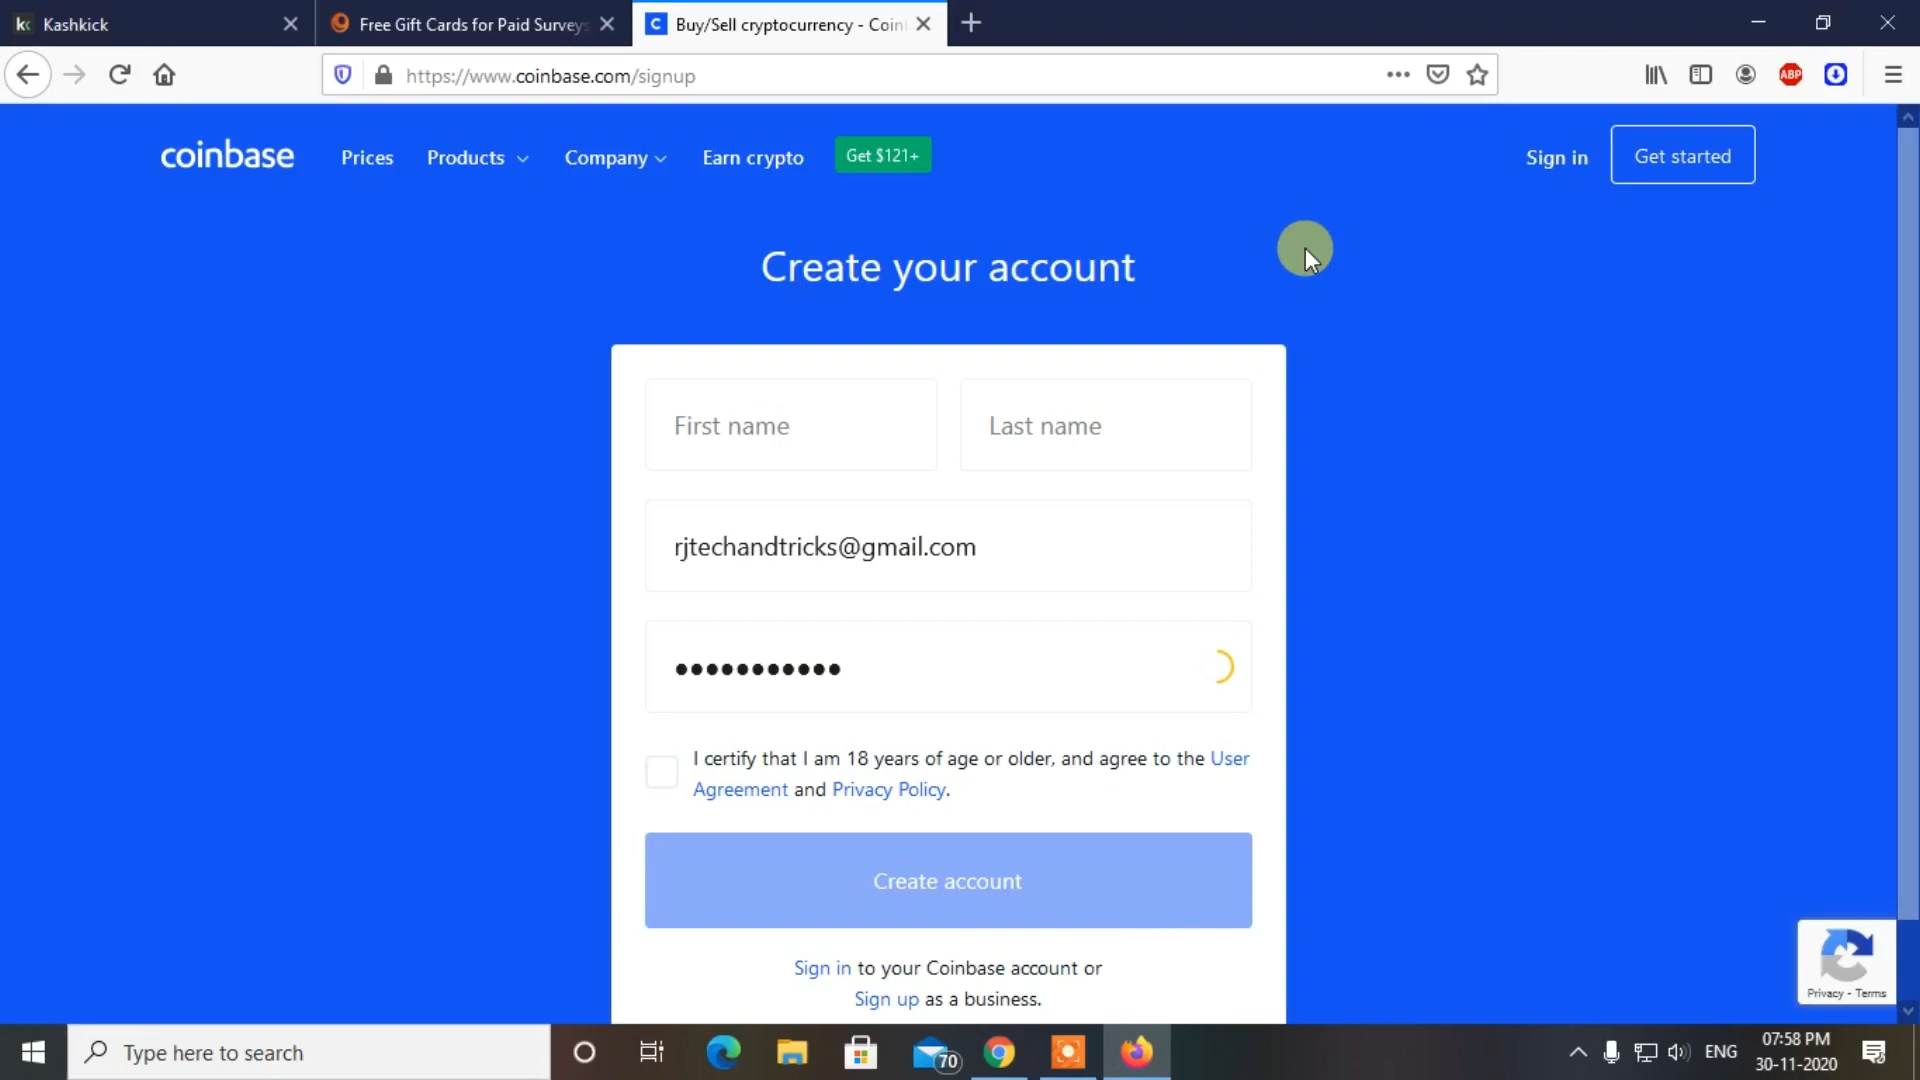 Kashkick
Free Gift Cards for Paid Surveys
Buy/Sell cryptocurrency - Coin
https://www.coinbase.com/signup
ABP
coinbase
Prices
Products
Company
Earn crypto
Get $121+
Sign in
Get started
Create your account
First name
Last name
rjtechandtricks@gmail.com
I certify that I am 18 years of age or older, and agree to the User
Agreement and Privacy Policy.
Create account
Sign in to your Coinbase account or
Sign up as a business.
Privacy - Terms
Type here to search
70
ENG
07:58 PM
30-11-2020